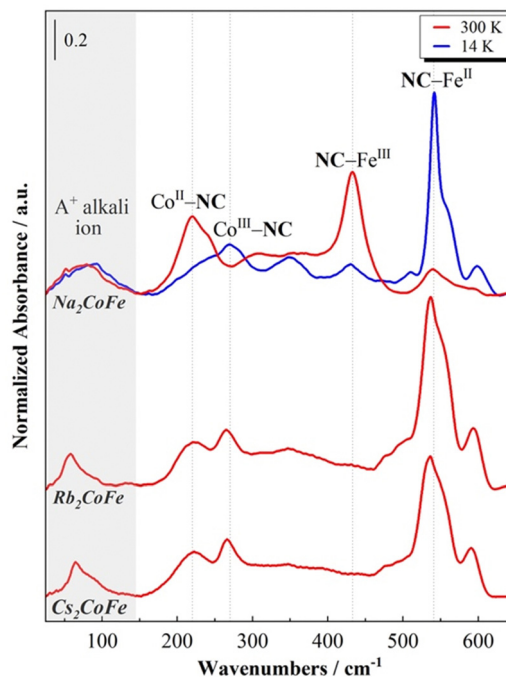 0.2
300 K
14 K
NC–Fe^II
NC–Fe^III
Co^II–NC
Co^III–NC
A⁺ alkali
ion
Na₂CoFe
Rb₂CoFe
Cs₂CoFe
Normalized Absorbance / a.u.
100 200 300 400 500 600
Wavenumbers / cm⁻¹